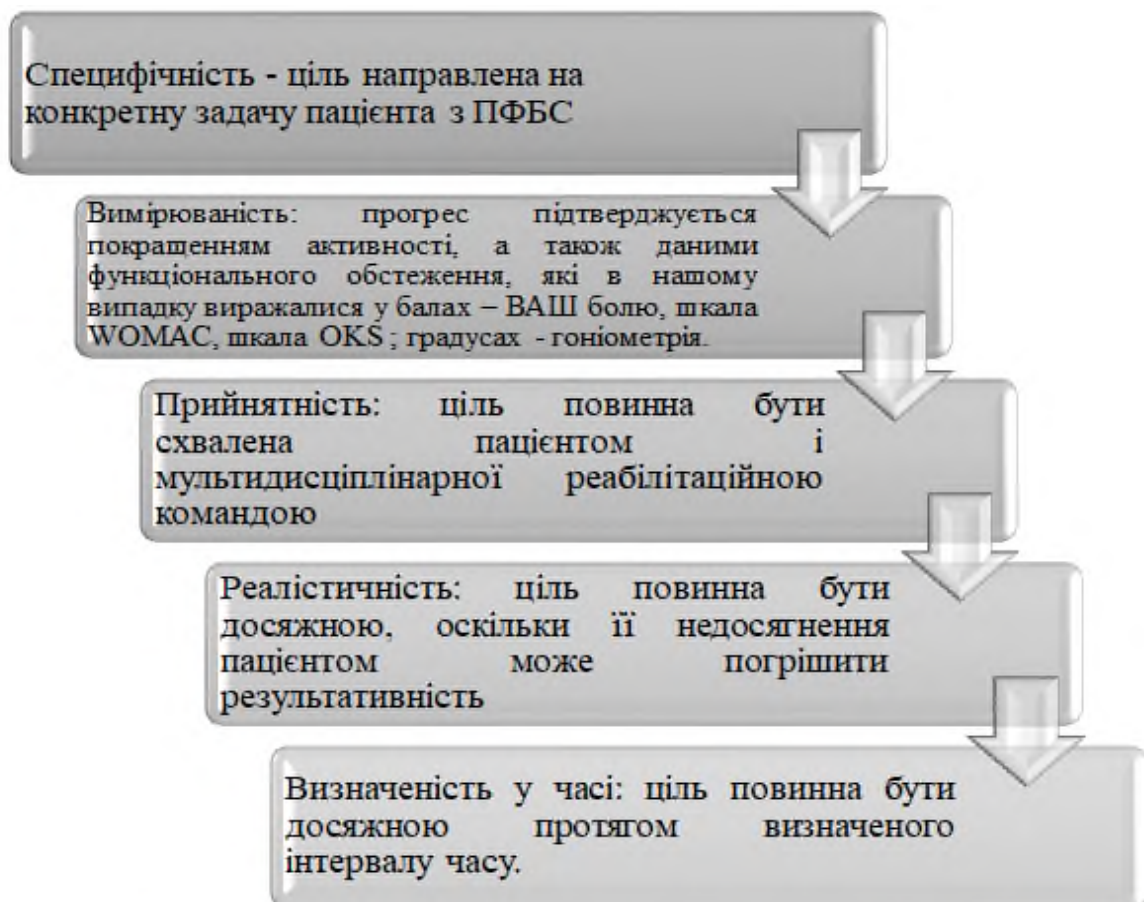 Специфічність - ціль направлена на
конкретну задачу пацієнта з ПФБС
Вимірюваність: прогрес підтверджується
покращенням активності, а також даними
функціонального обстеження, які в нашому
випадку виражалися у балах – ВАШ болю, шкала
WOMAC, шкала OKS ; градусах - гоніометрія.
Прийнятність: ціль повинна бути
схвалена пацієнтом і
мультидисціплінарної реабілітаційною
командою
Реалістичність: ціль повинна бути
досяжною, оскільки її недосягнення
пацієнтом може погрішити
результативність
Визначеність у часі: ціль повинна бути
досяжною протягом визначеного
інтервалу часу.